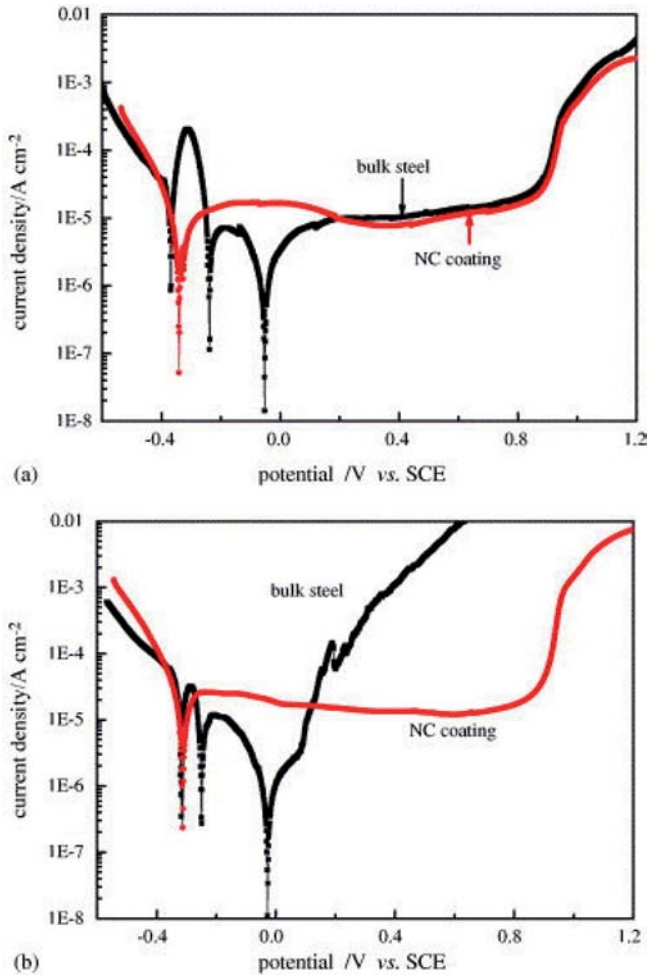 0.01
1E-3
1E-4
1E-5
1E-6
1E-7
1E-8
current density/A cm-2
bulk steel
NC coating
-0.4 0.0 0.4 0.8 1.2
(a) potential /V vs. SCE
0.01
1E-3
1E-4
1E-5
1E-6
1E-7
1E-8
current density/A cm-2
bulk steel
NC coating
-0.4 0.0 0.4 0.8 1.2
(b) potential /V vs. SCE